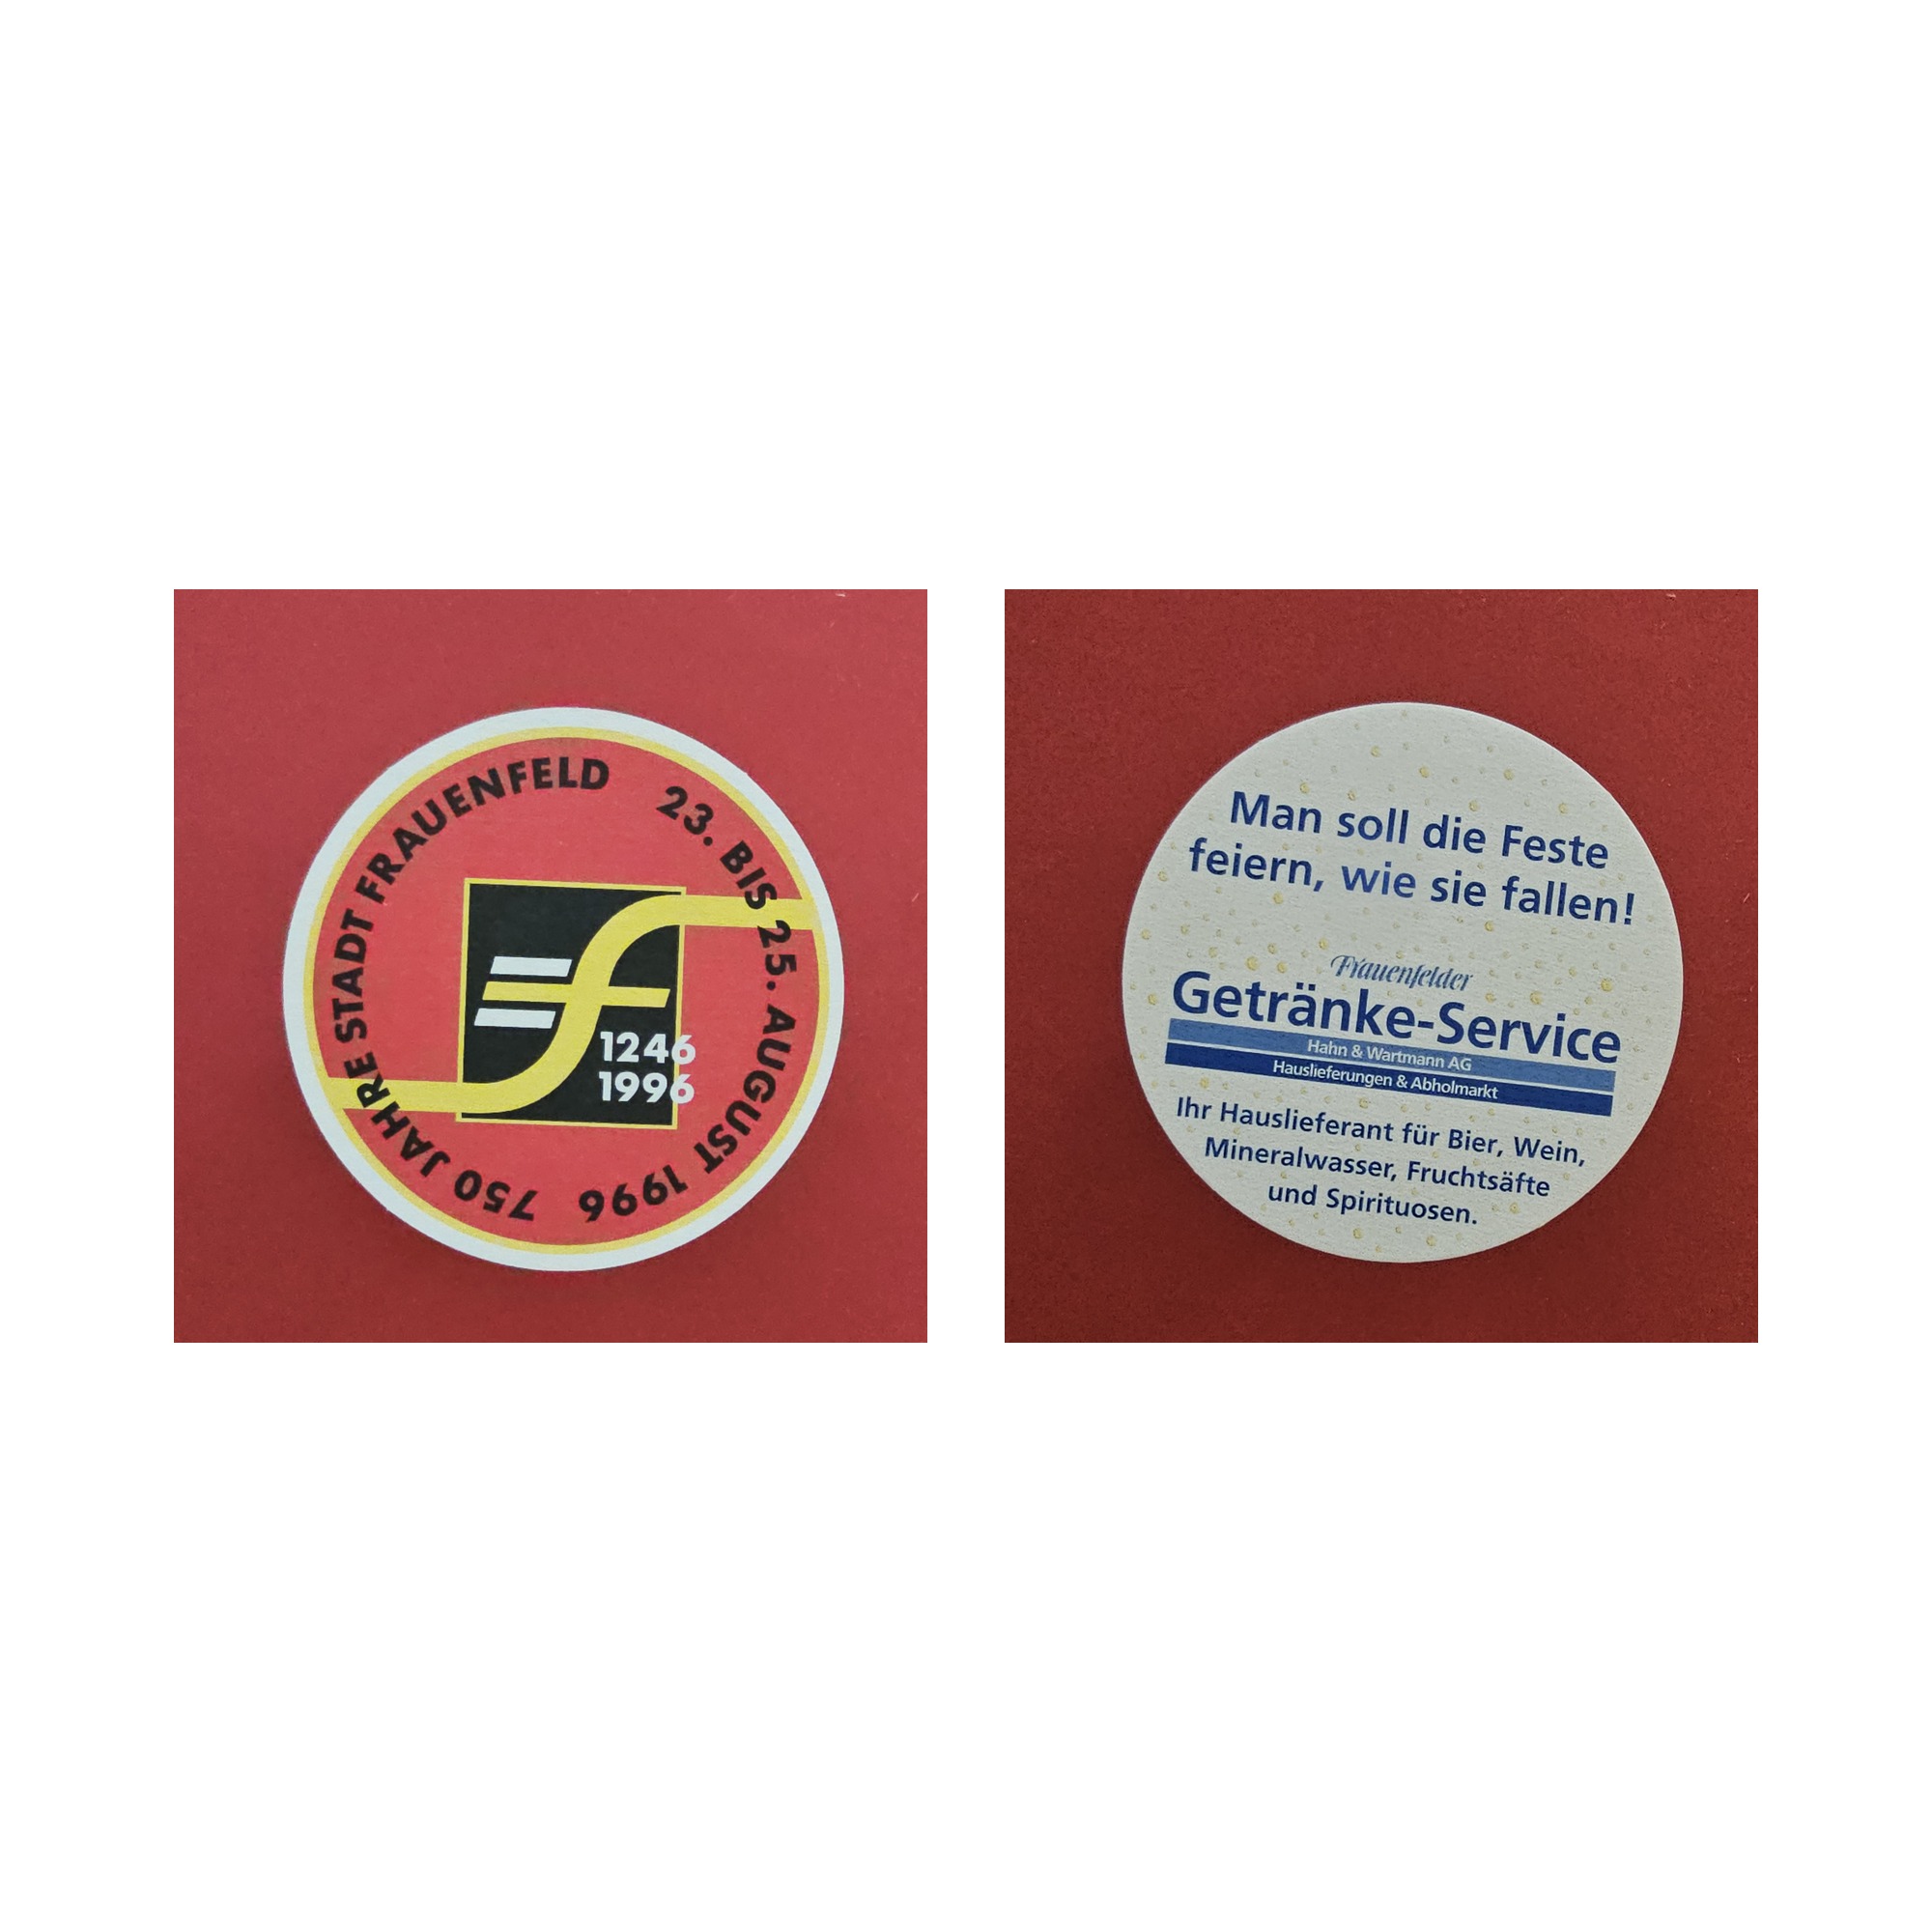 750 JAHRE STADT FRAUENFELD
23. BIS 25. AUGUST 1996
1246
1996
Man soll die Feste
feiern, wie sie fallen!
Frauenfelder
Getränke-Service
Hahn & Wartmann AG
Hauslieferungen & Abholmarkt
Ihr Hauslieferant für Bier, Wein,
Mineralwasser, Fruchtsäfte
und Spirituosen.